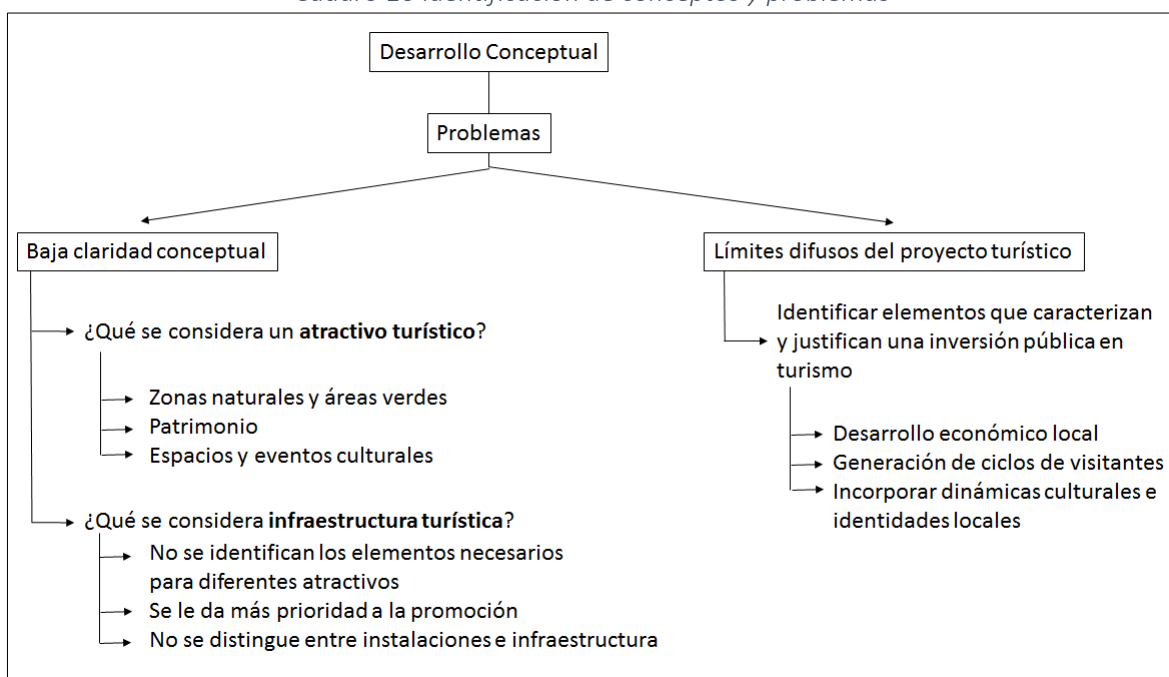 Desarrollo Conceptual
Problemas
Baja claridad conceptual
¿Qué se considera un atractivo turístico?
Zonas naturales y áreas verdes
Patrimonio
Espacios y eventos culturales
¿Qué se considera infraestructura turística?
No se identifican los elementos necesarios
para diferentes atractivos
Se le da más prioridad a la promoción
No se distingue entre instalaciones e infraestructura
Límites difusos del proyecto turístico
Identificar elementos que caracterizan
y justifican una inversión pública en
turismo
Desarrollo económico local
Generación de ciclos de visitantes
Incorporar dinámicas culturales e
identidades locales